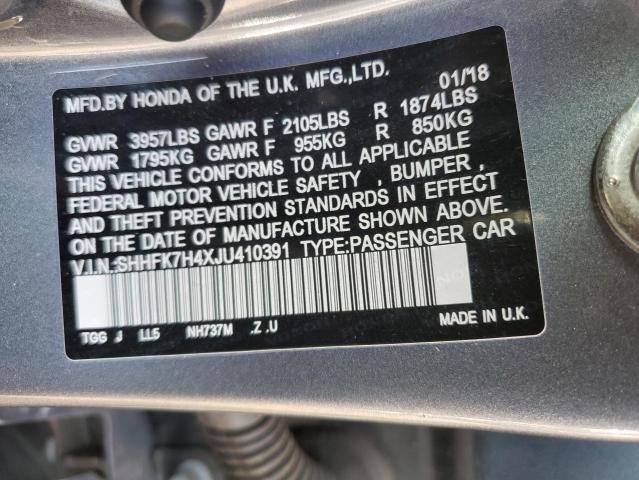 MFD.BY HONDA OF THE U.K. MFG.,LTD. 01/18
GVWR 3957LBS GAWR F 2105LBS R 1874LBS
GVWR 1795KG GAWR F 955KG R 850KG
THIS VEHICLE CONFORMS TO ALL APPLICABLE
FEDERAL MOTOR VEHICLE SAFETY , BUMPER ,
AND THEFT PREVENTION STANDARDS IN EFFECT
ON THE DATE OF MANUFACTURE SHOWN ABOVE.
V.I.N.:SHHFK7H4XJU410391 TYPE:PASSENGER CAR
TGG J LL5 NH737M .Z .U MADE IN U.K.